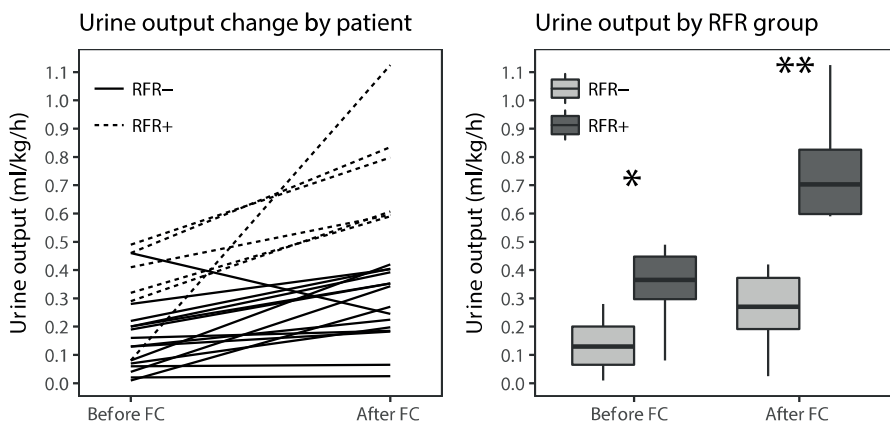 Urine output change by patient
Urine output (ml/kg/h)
1.1
1.0
0.9
0.8
0.7
0.6
0.5
0.4
0.3
0.2
0.1
0.0
RFR−
RFR+
Before FC After FC
Urine output by RFR group
Urine output (ml/kg/h)
1.1
1.0
0.9
0.8
0.7
0.6
0.5
0.4
0.3
0.2
0.1
0.0
RFR−
RFR+
*
**
Before FC After FC